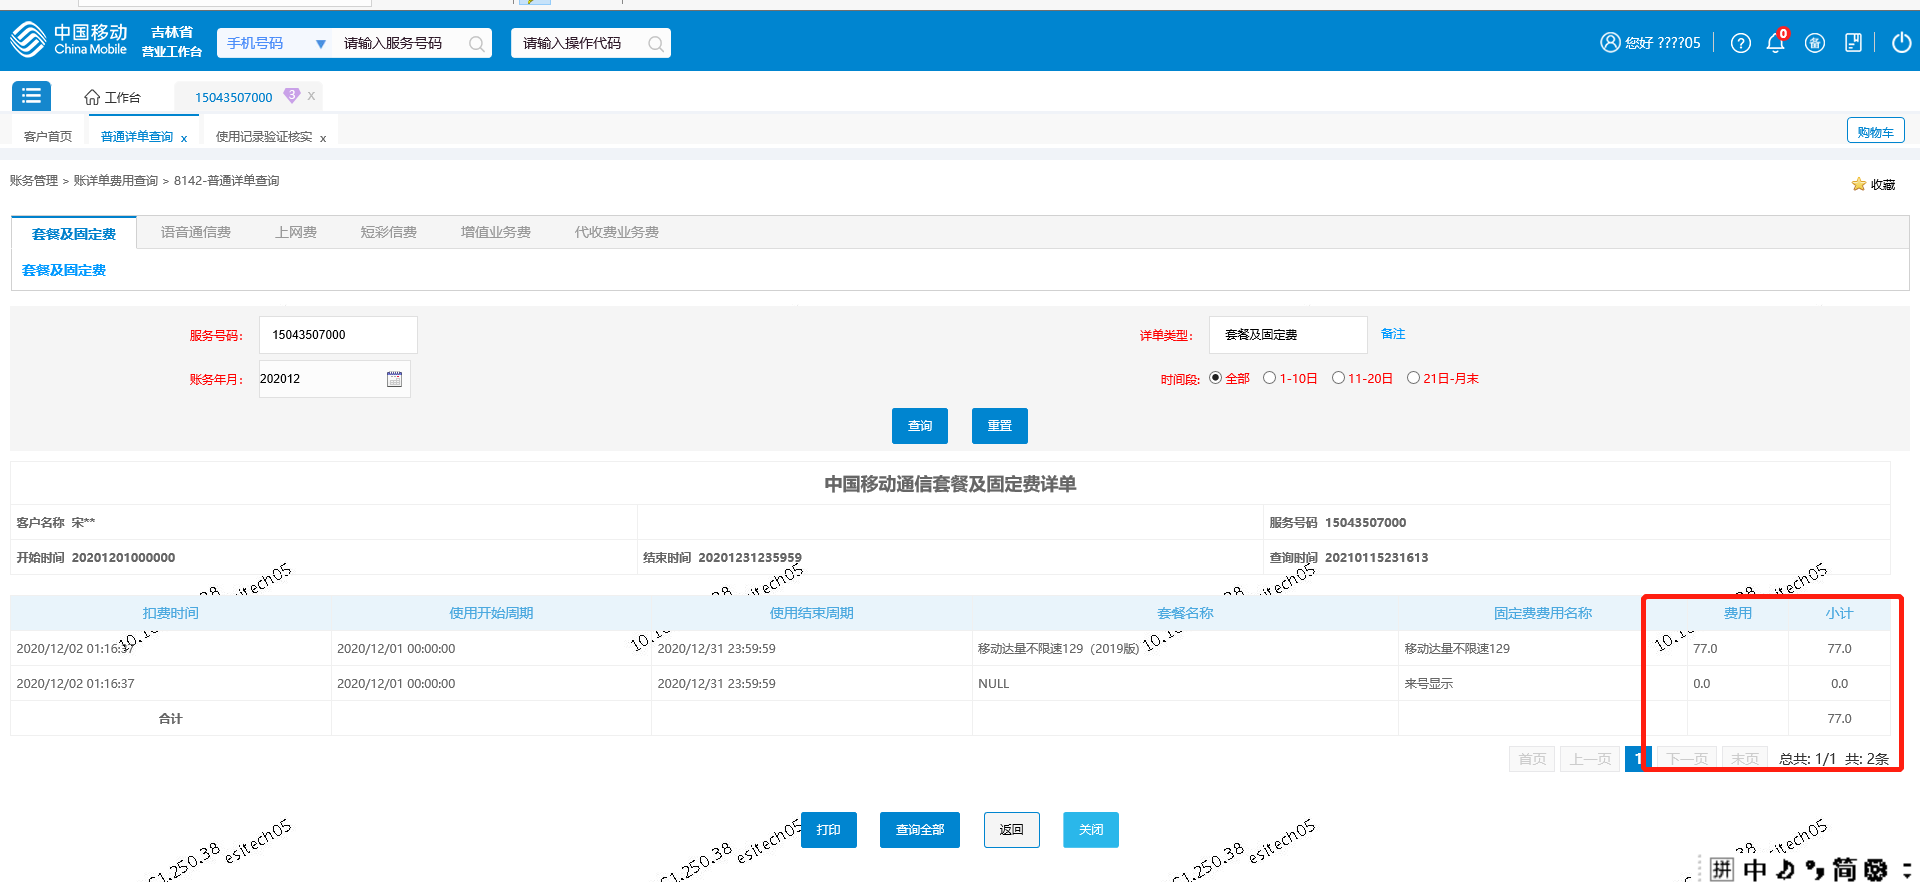 中国移动
China Mobile
吉林省
营业工作台
手机号码 ▼ 请输入服务号码
请输入操作代码
您好 ????05
0
备
工作台
15043507000 3 x
客户首页
普通详单查询 x
使用记录验证核实 x
购物车
账务管理 > 账详单费用查询 > 8142-普通详单查询
收藏
套餐及固定费 语音通信费 上网费 短彩信费 增值业务费 代收费业务费
套餐及固定费
服务号码: 15043507000
详单类型: 套餐及固定费 备注
账务年月: 202012
时间段: 全部 1-10日 11-20日 21日-月末
查询 重置
中国移动通信套餐及固定费详单
客户名称 宋**
服务号码 15043507000
开始时间 20201201000000
结束时间 20201231235959
查询时间 20210115231613
扣费时间 使用开始周期 使用结束周期 套餐名称 固定费费用名称 费用 小计
2020/12/02 01:16:37 2020/12/01 00:00:00 2020/12/31 23:59:59 移动达量不限速129（2019版） 移动达量不限速129 77.0 77.0
2020/12/02 01:16:37 2020/12/01 00:00:00 2020/12/31 23:59:59 NULL 来号显示 0.0 0.0
合计 77.0
首页 上一页 1 下一页 末页 总共: 1/1 共: 2条
打印 查询全部 返回 关闭
esitech05
esitech05
esitech05
拼 中 简